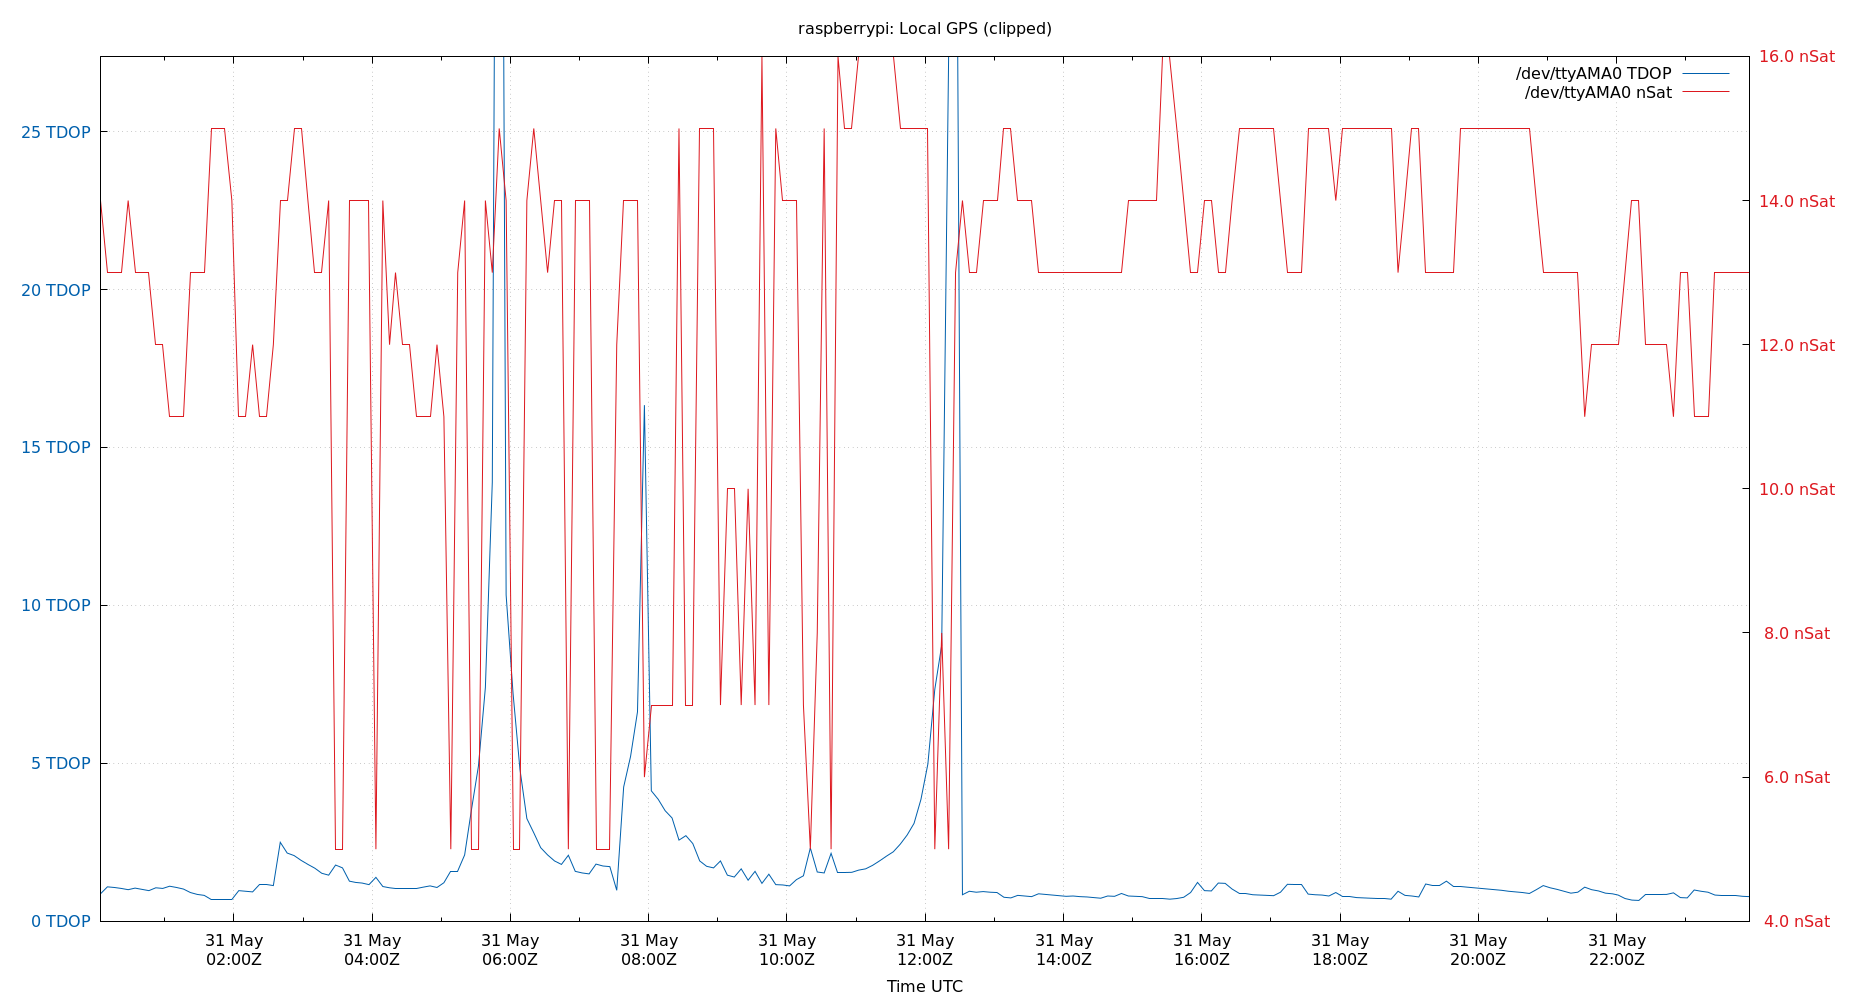 raspberrypi: Local GPS (clipped)
/dev/ttyAMA0 TDOP
/dev/ttyAMA0 nSat
25 TDOP
20 TDOP
15 TDOP
10 TDOP
5 TDOP
0 TDOP
16.0 nSat
14.0 nSat
12.0 nSat
10.0 nSat
8.0 nSat
6.0 nSat
4.0 nSat
31 May 31 May 31 May 31 May 31 May 31 May 31 May 31 May 31 May 31 May 31 May
02:00Z 04:00Z 06:00Z 08:00Z 10:00Z 12:00Z 14:00Z 16:00Z 18:00Z 20:00Z 22:00Z
Time UTC